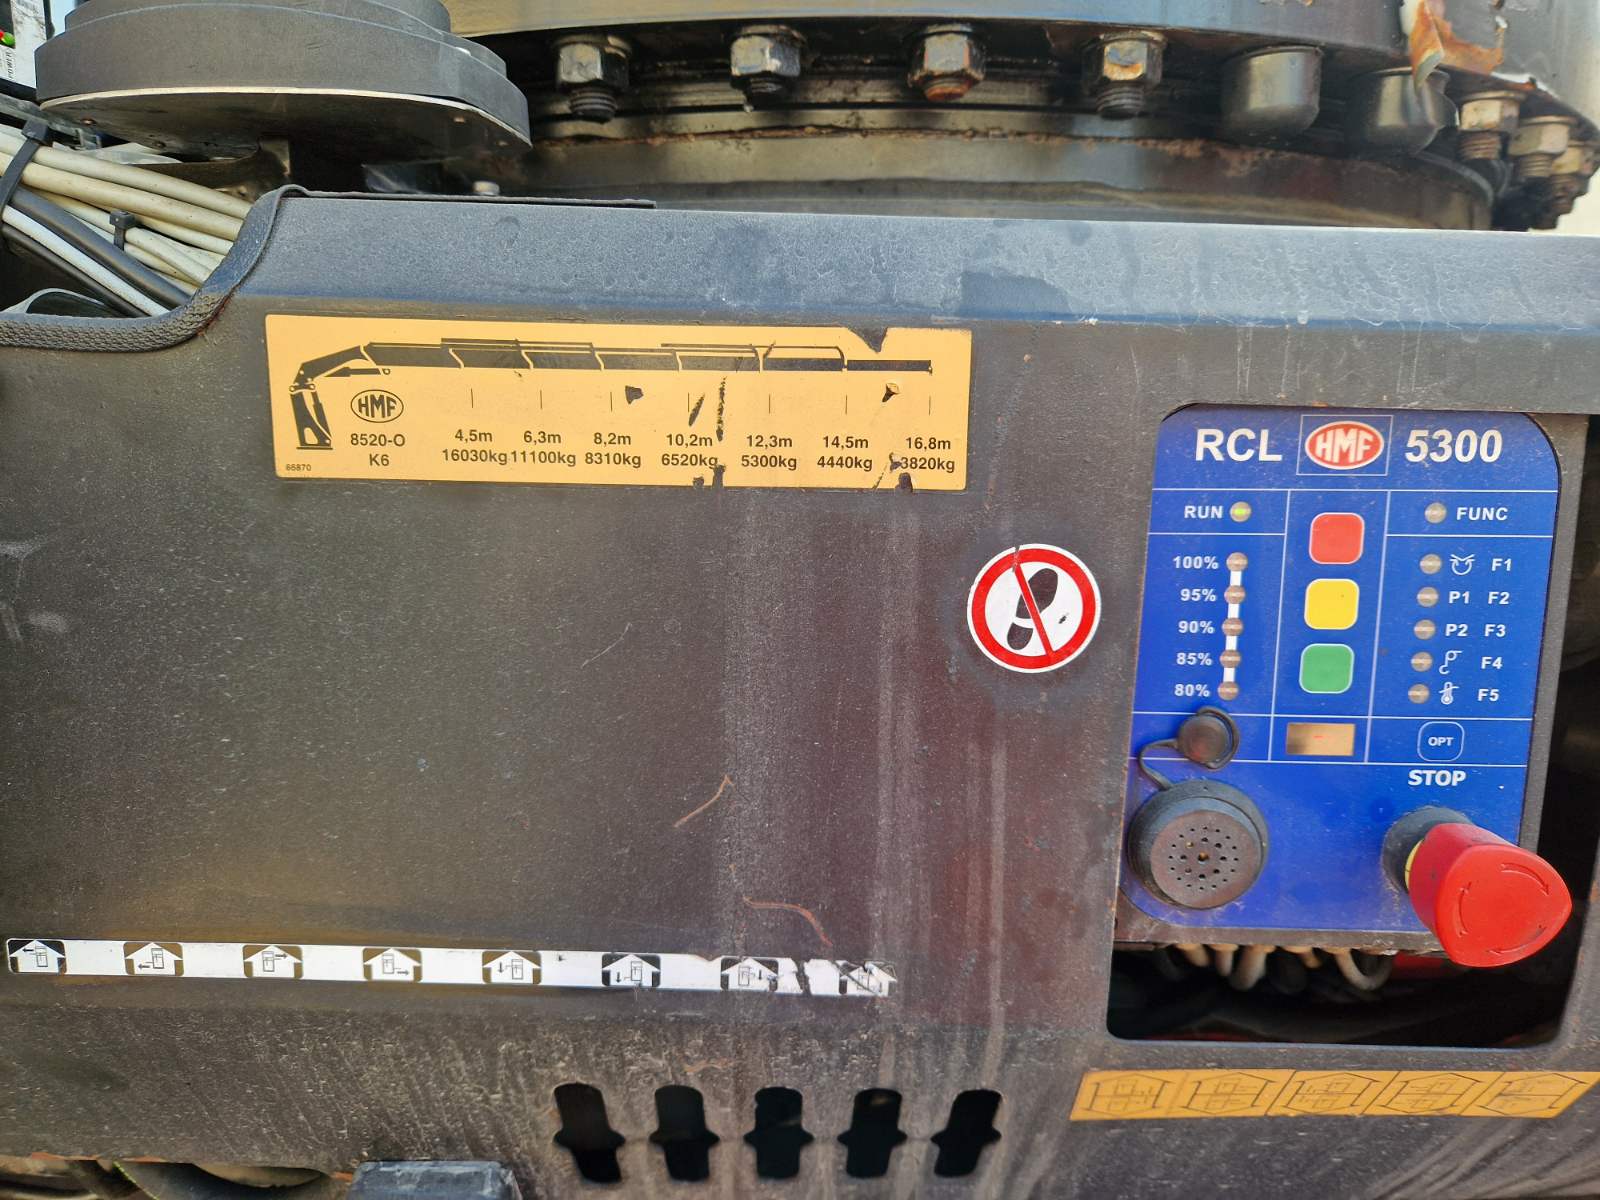 POWER
HMF
8520-O
K6
66870
4,5m 6,3m 8,2m 10,2m 12,3m 14,5m 16,8m
16030kg 11100kg 8310kg 6520kg 5300kg 4440kg 3820kg
RCL HMF 5300
RUN
FUNC
100%
95%
90%
85%
80%
F1
P1 F2
P2 F3
F4
F5
OPT
STOP